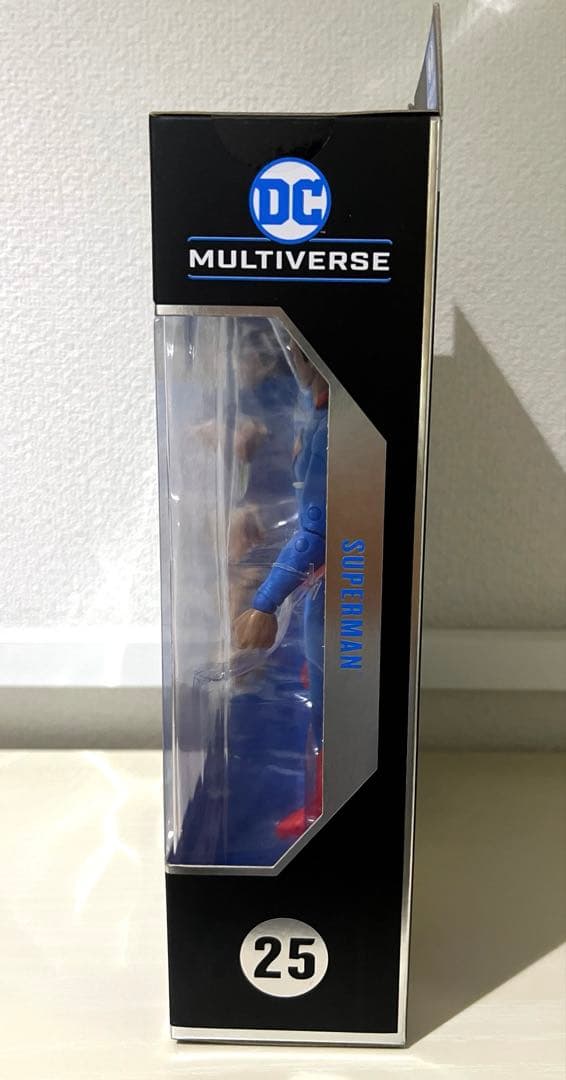 DC
MULTIVERSE
SUPERMAN
25